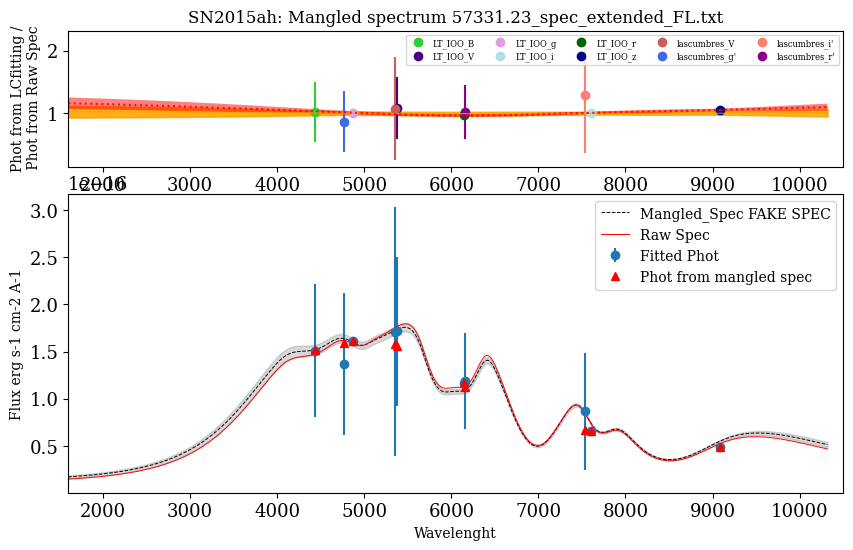 SN2015ah: Mangled spectrum 57331.23_spec_extended_FL.txt
Phot from LCfitting /
Phot from Raw Spec
2
1
LT_IOO_B LT_IOO_g LT_IOO_r lascumbres_V lascumbres_i'
LT_IOO_V LT_IOO_i LT_IOO_z lascumbres_g' lascumbres_r'
2000 3000 4000 5000 6000 7000 8000 9000 10000
1e−16
Flux erg s-1 cm-2 A-1
3.0
2.5
2.0
1.5
1.0
0.5
Mangled_Spec FAKE SPEC
Raw Spec
Fitted Phot
Phot from mangled spec
2000 3000 4000 5000 6000 7000 8000 9000 10000
Wavelenght